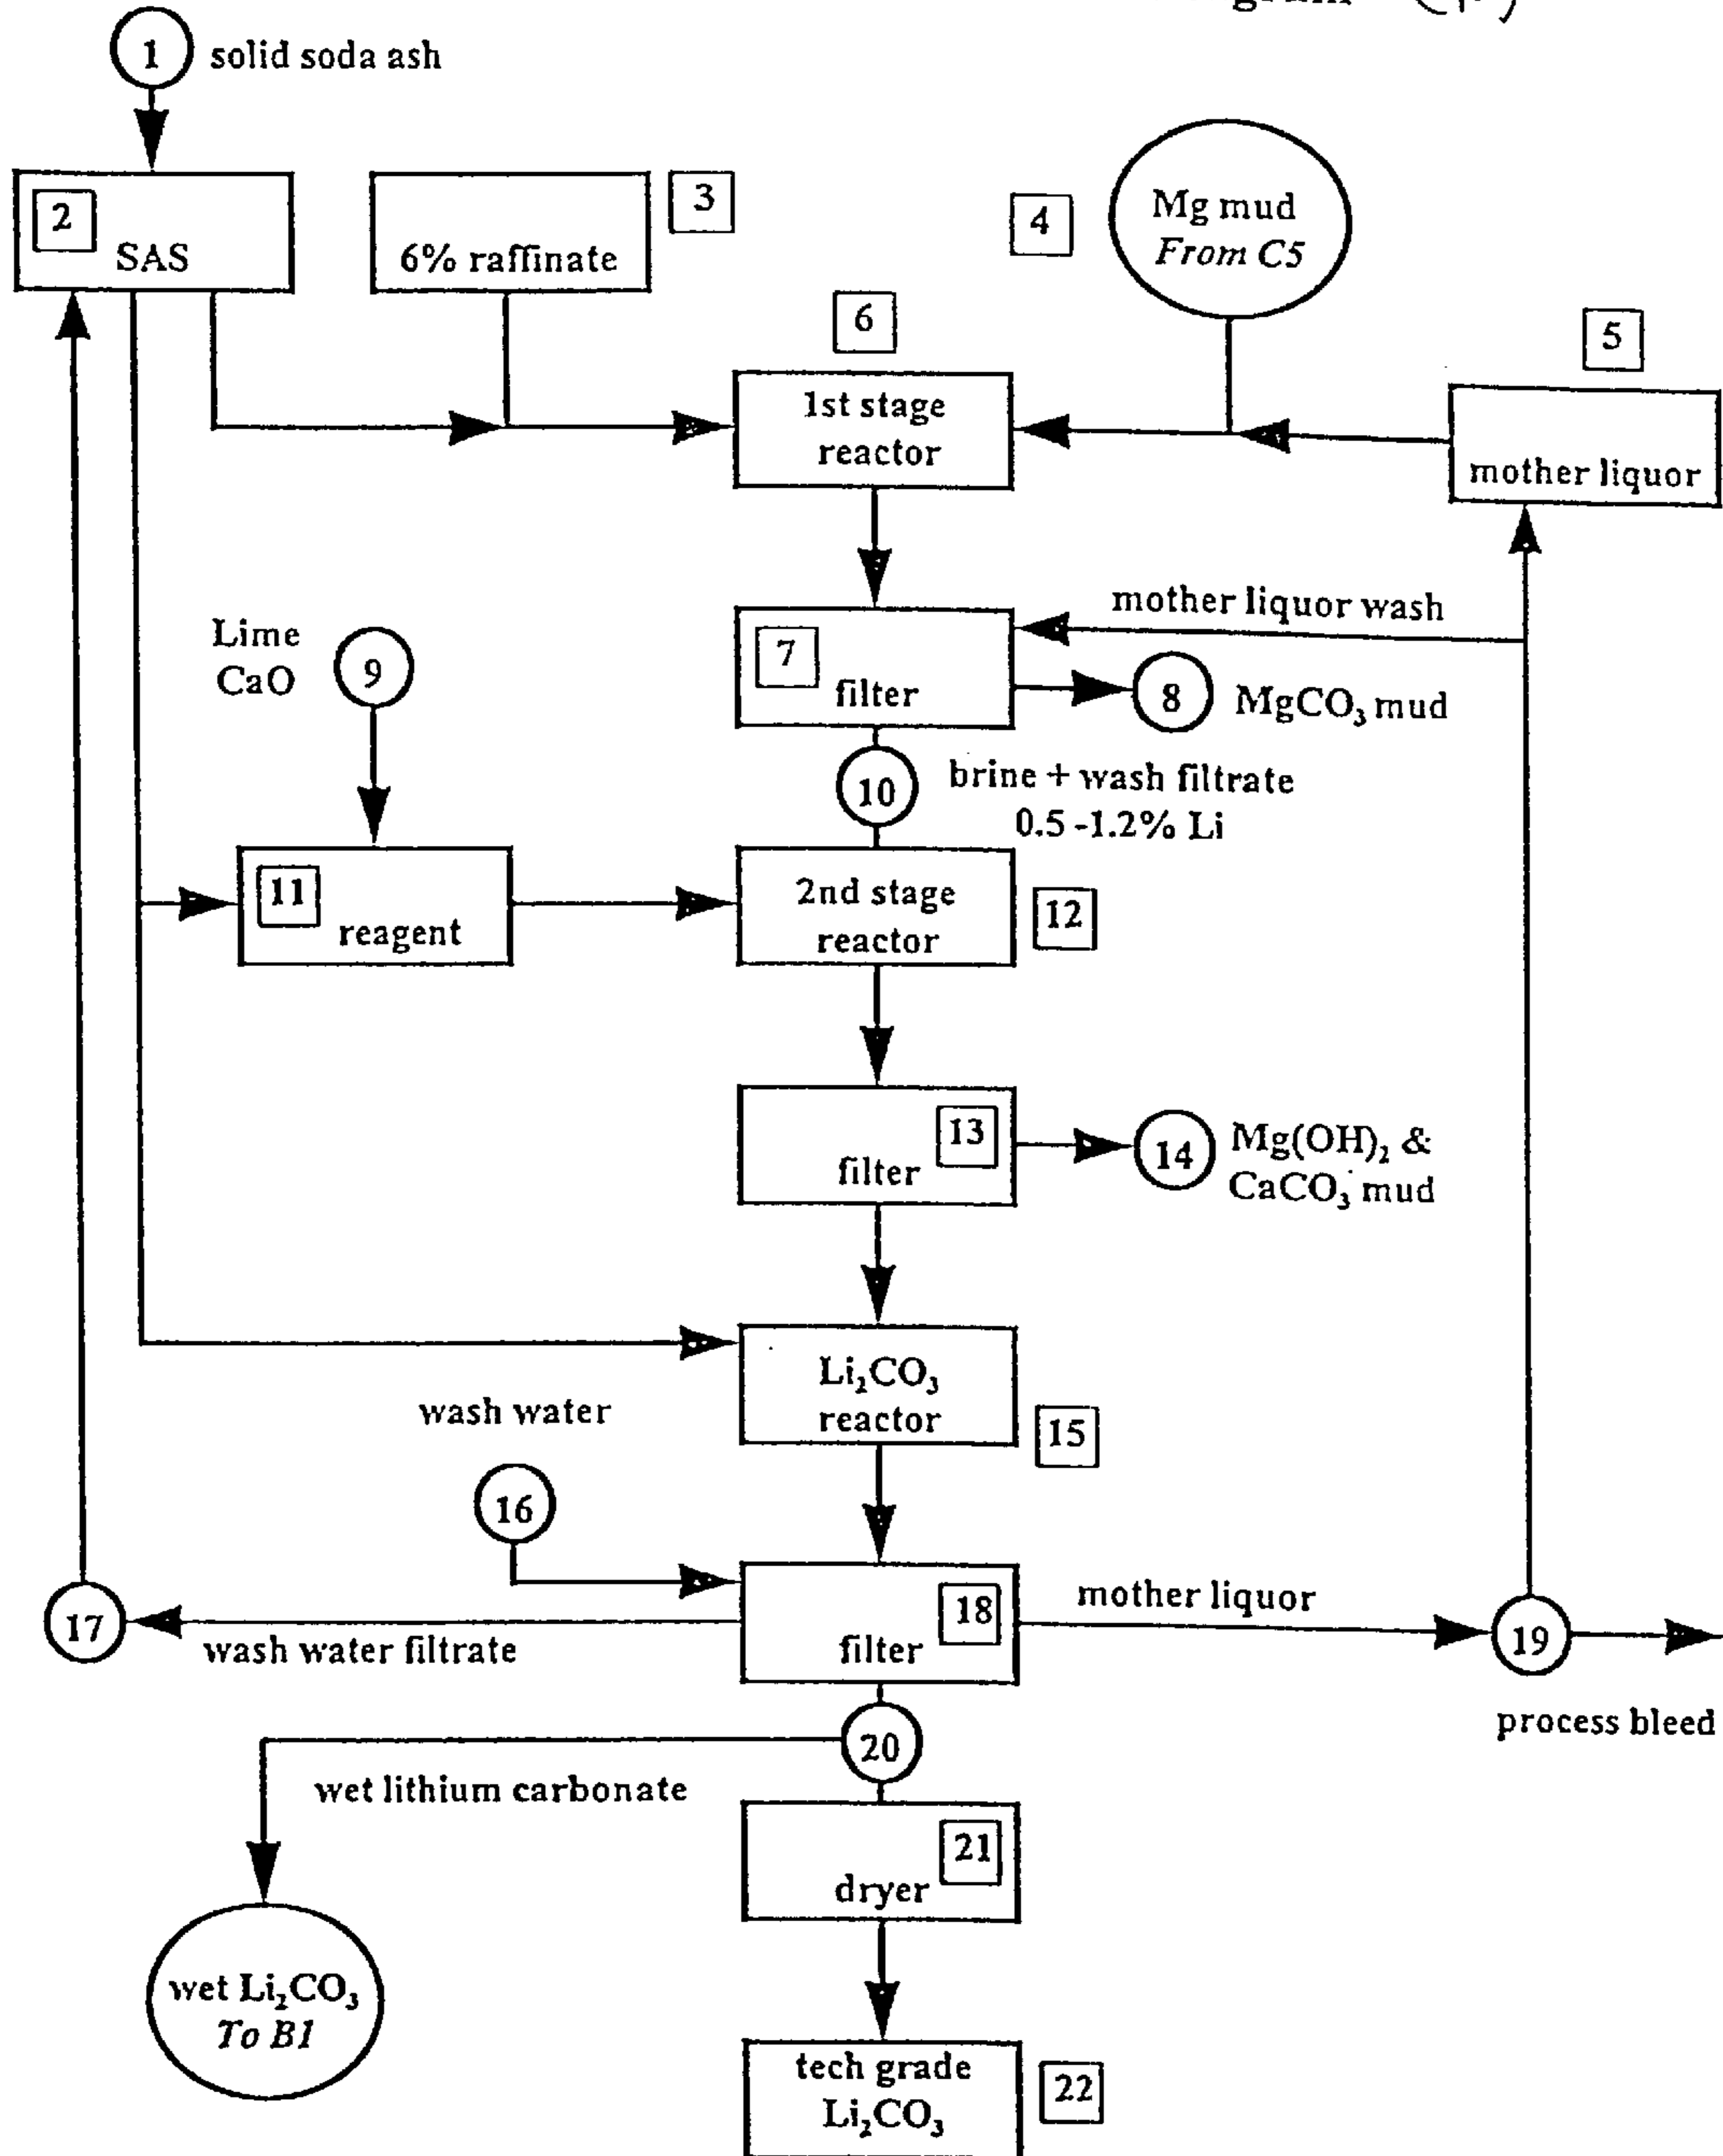 1 solid soda ash
2
SAS
3
6% raffinate
4
Mg mud
From C5
5
mother liquor
6
1st stage
reactor
mother liquor wash
7
filter
8 MgCO₃ mud
Lime
CaO
9
10
brine + wash filtrate
0.5 -1.2% Li
11
reagent
2nd stage
reactor
12
13
filter
14
Mg(OH)₂ &
CaCO₃ mud
Li₂CO₃
reactor
15
wash water
16
17
wash water filtrate
18
filter
mother liquor
19
process bleed
20
wet lithium carbonate
21
dryer
wet Li₂CO₃
To B1
tech grade
Li₂CO₃
22